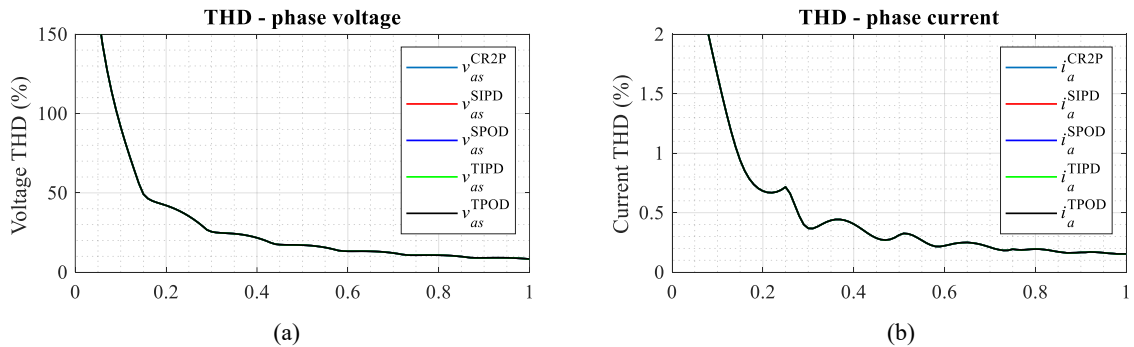 THD - phase voltage
Voltage THD (%)
150
100
50
0
0 0.2 0.4 0.6 0.8 1
v_as^CR2P
v_as^SIPD
v_as^SPOD
v_as^TIPD
v_as^TPOD
(a)
THD - phase current
Current THD (%)
2
1.5
1
0.5
0
0 0.2 0.4 0.6 0.8 1
i_a^CR2P
i_a^SIPD
i_a^SPOD
i_a^TIPD
i_a^TPOD
(b)